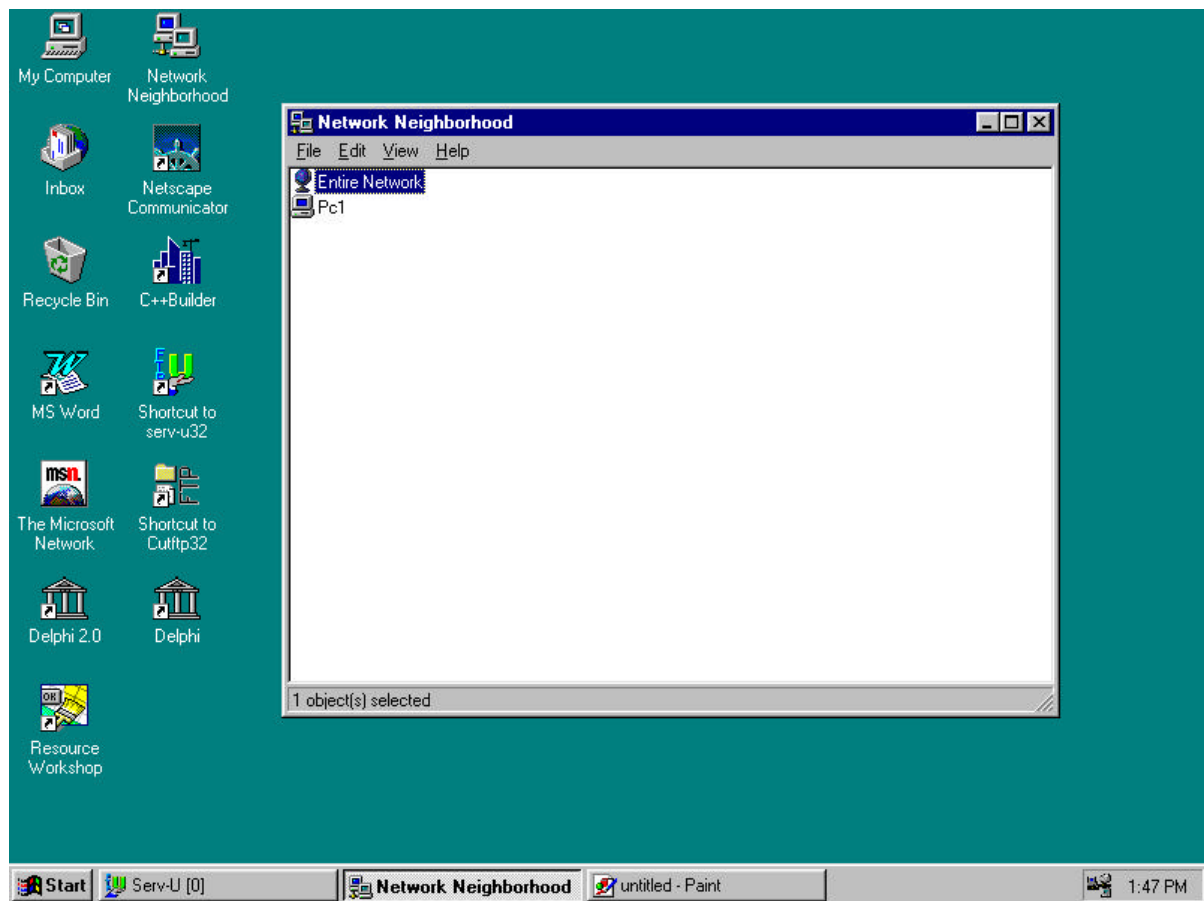 My Computer
Network
Neighborhood
Inbox
Netscape
Communicator
Recycle Bin
C++Builder
MS Word
Shortcut to
serv-u32
msn.
The Microsoft
Network
FTP
Shortcut to
Cutftp32
Delphi 2.0
Delphi
OK
Resource
Workshop
Network Neighborhood
File Edit View Help
Entire Network
Pc1
1 object(s) selected
Start Serv-U [0] Network Neighborhood untitled - Paint 1:47 PM